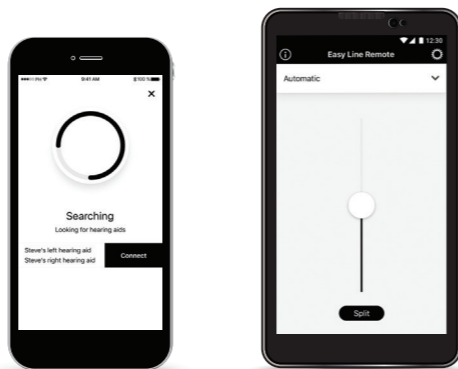 9:41 AM
Searching
Looking for hearing aids
Steve's left hearing aid
Steve's right hearing aid
Connect
12:30
Easy Line Remote
Automatic
Split